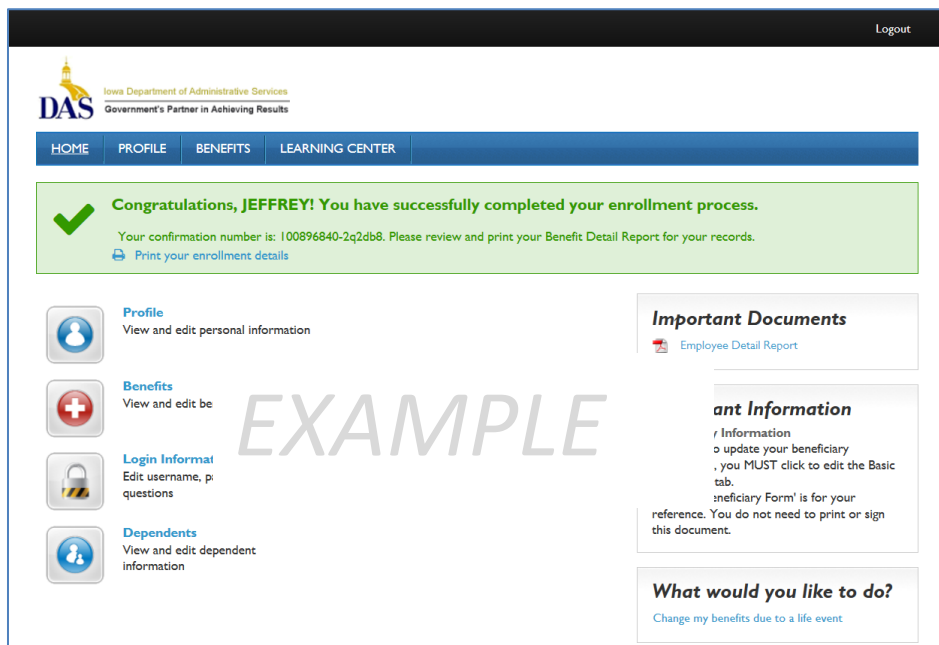 Logout
DAS
Iowa Department of Administrative Services
Government's Partner in Achieving Results
HOME PROFILE BENEFITS LEARNING CENTER
Congratulations, JEFFREY! You have successfully completed your enrollment process.
Your confirmation number is: 100896840-2q2db8. Please review and print your Benefit Detail Report for your records.
Print your enrollment details
Profile
View and edit personal information
Benefits
View and edit be
Login Informat
Edit username, p
questions
Dependents
View and edit dependent
information
EXAMPLE
Important Documents
Employee Detail Report
ant Information
y Information
o update your beneficiary
, you MUST click to edit the Basic
tab.
eneficiary Form' is for your
reference. You do not need to print or sign
this document.
What would you like to do?
Change my benefits due to a life event